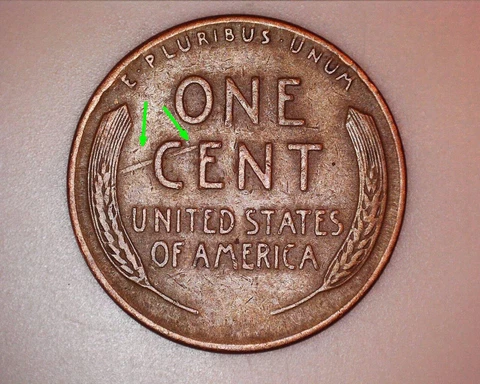 E · PLURIBUS · UNUM
ONE
CENT
UNITED STATES
OF AMERICA